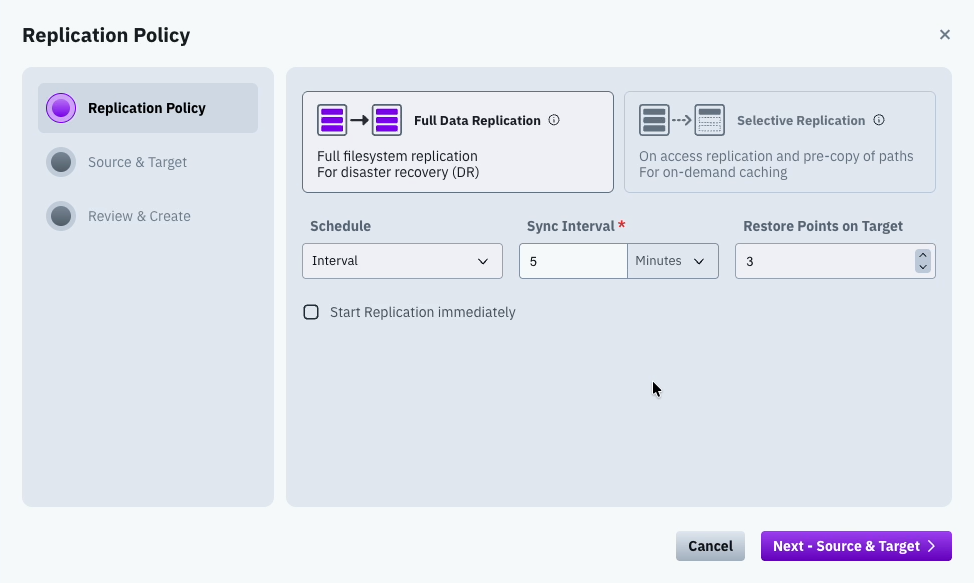 Replication Policy
Replication Policy
Source & Target
Review & Create
Full Data Replication
Full filesystem replication
For disaster recovery (DR)
Selective Replication
On access replication and pre-copy of paths
For on-demand caching
Schedule
Interval
Sync Interval *
5 Minutes
Restore Points on Target
3
Start Replication immediately
Cancel
Next - Source & Target